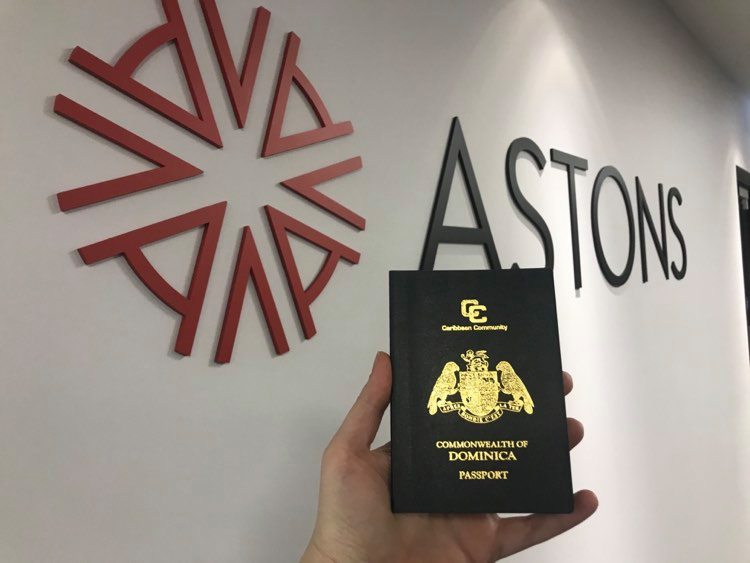 ASTONS
CC
Caribbean Community
COMMONWEALTH OF
DOMINICA
PASSPORT